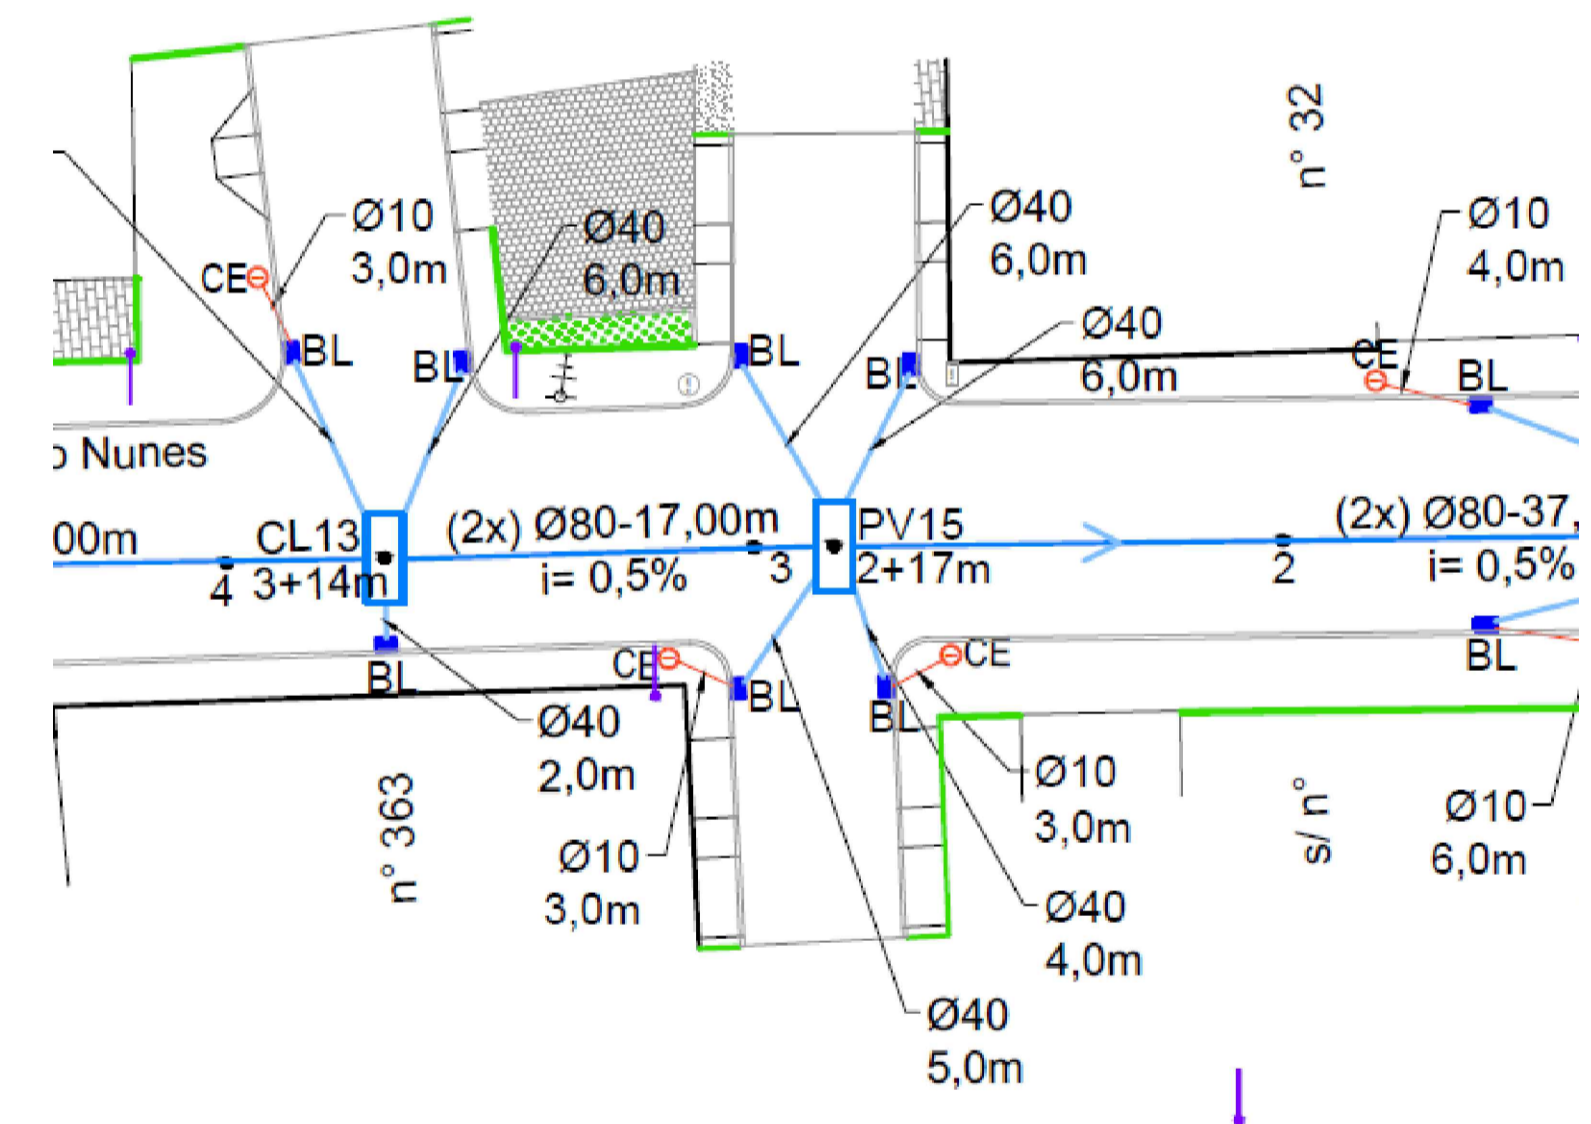 n° 32
Ø10
3,0m
Ø40
6,0m
Ø40
6,0m
Ø10
4,0m
CE
Ø40
6,0m
BL
BL
BL
BL
CE
BL
o Nunes
00m
CL13
3+14m
4
(2x) Ø80-17,00m
i= 0,5%
3
PV15
2+17m
2
(2x) Ø80-37,
i= 0,5%
BL
CE
BL
BL
CE
BL
Ø40
2,0m
n° 363
Ø10
3,0m
Ø10
3,0m
s/ n°
Ø10
6,0m
Ø40
4,0m
Ø40
5,0m